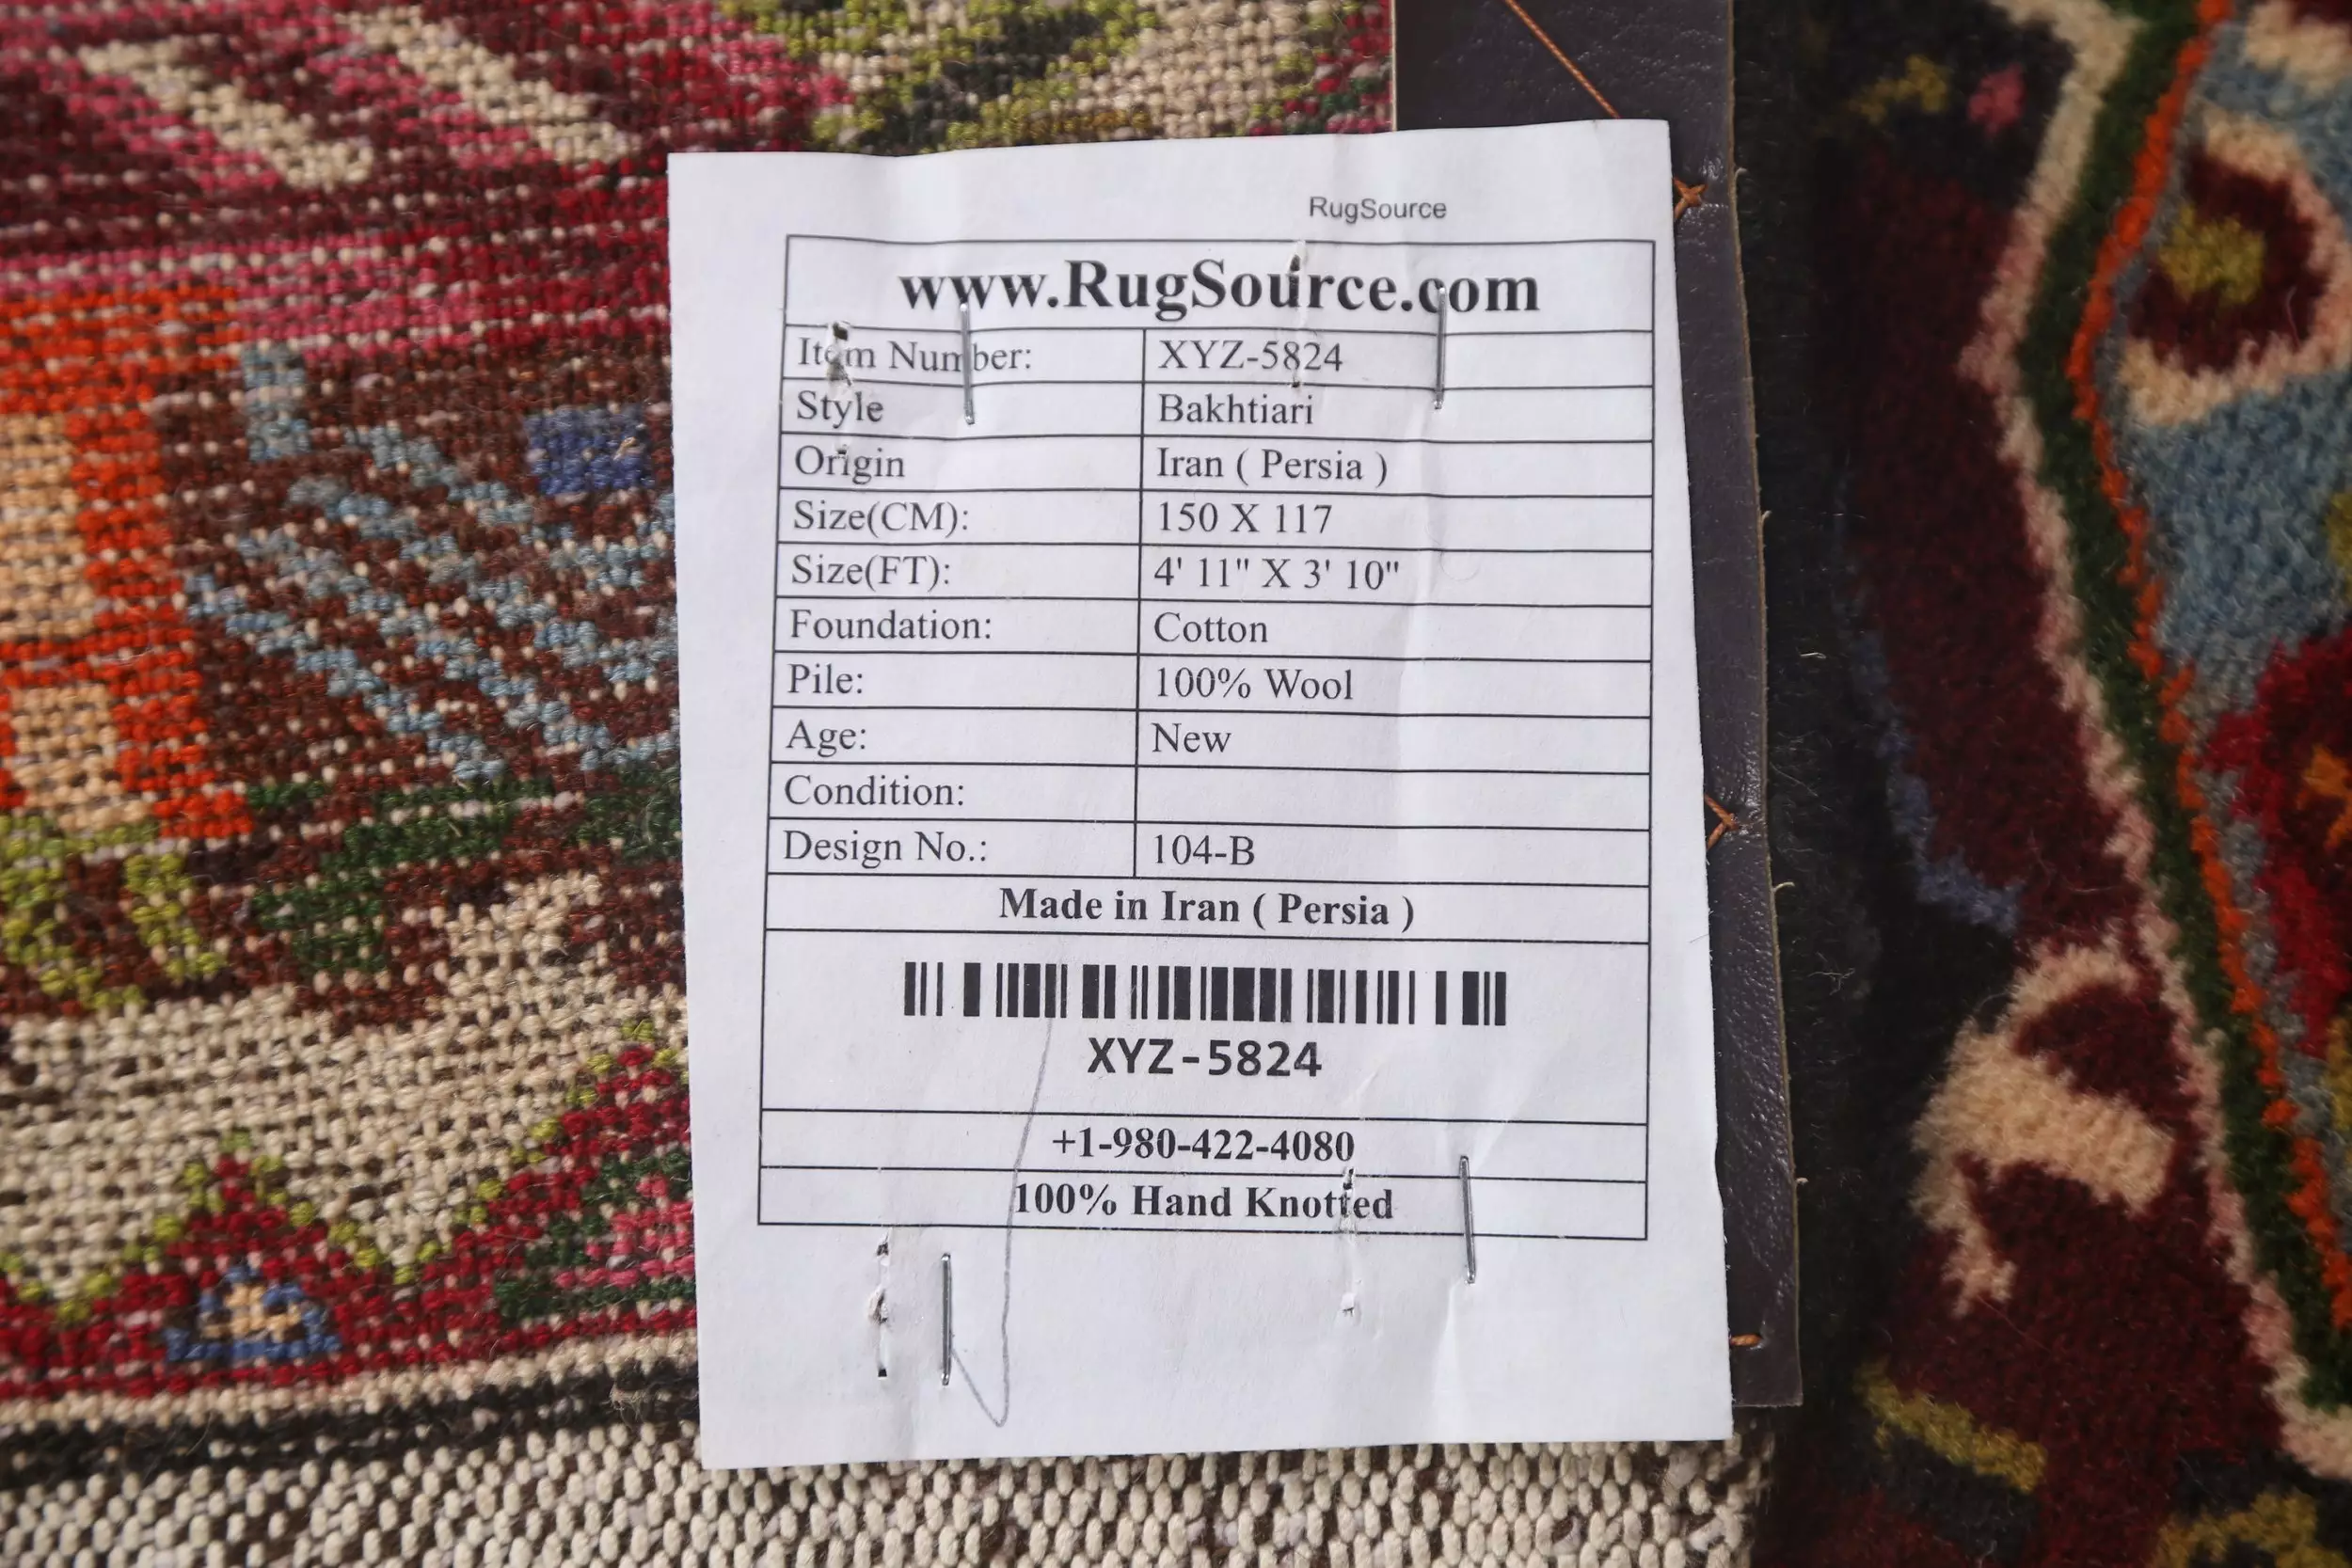 RugSource
www.RugSource.com
Item Number: XYZ-5824
Style Bakhtiari
Origin Iran ( Persia )
Size(CM): 150 X 117
Size(FT): 4' 11" X 3' 10"
Foundation: Cotton
Pile: 100% Wool
Age: New
Condition:
Design No.: 104-B
Made in Iran ( Persia )
XYZ-5824
+1-980-422-4080
100% Hand Knotted